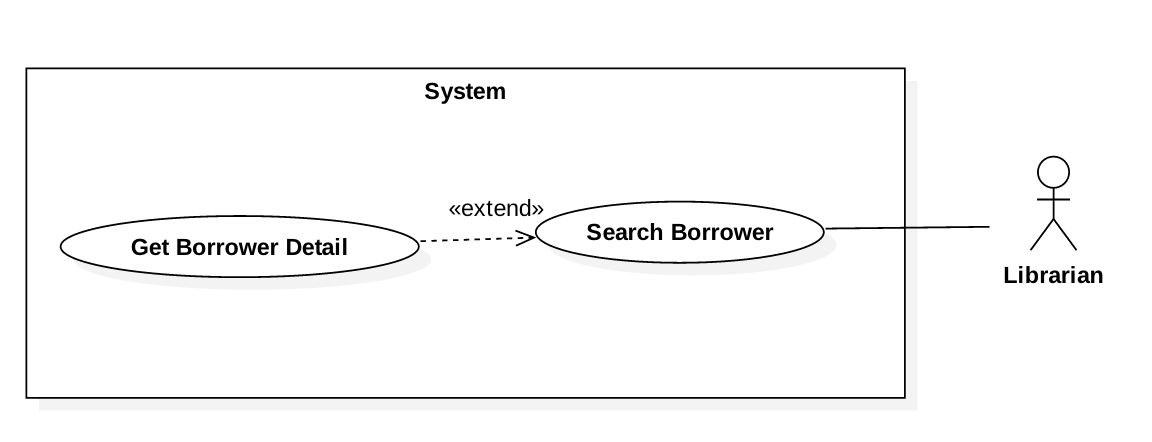 System
«extend»
Get Borrower Detail
Search Borrower
Librarian